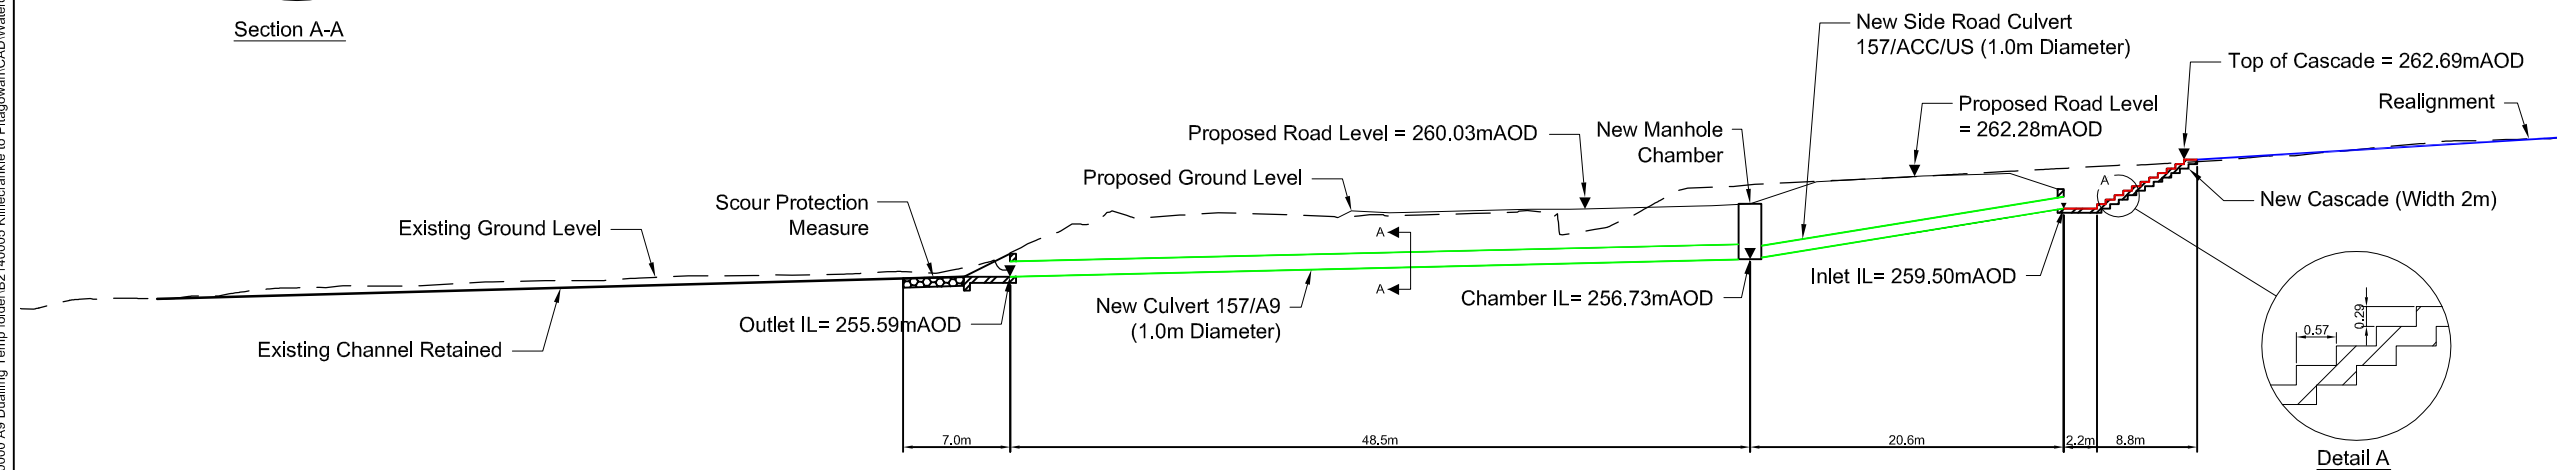 Section A-A
New Side Road Culvert
157/ACC/US (1.0m Diameter)
Top of Cascade = 262.69mAOD
Realignment
Proposed Road Level
= 262.28mAOD
Proposed Road Level = 260.03mAOD
New Manhole
Chamber
Proposed Ground Level
Scour Protection
Measure
Existing Ground Level
A
A
A
New Cascade (Width 2m)
Inlet IL= 259.50mAOD
Chamber IL= 256.73mAOD
New Culvert 157/A9
(1.0m Diameter)
Outlet IL= 255.59mAOD
Existing Channel Retained
0.57
0.29
7.0m
48.5m
20.6m
2.2m
8.8m
Detail A